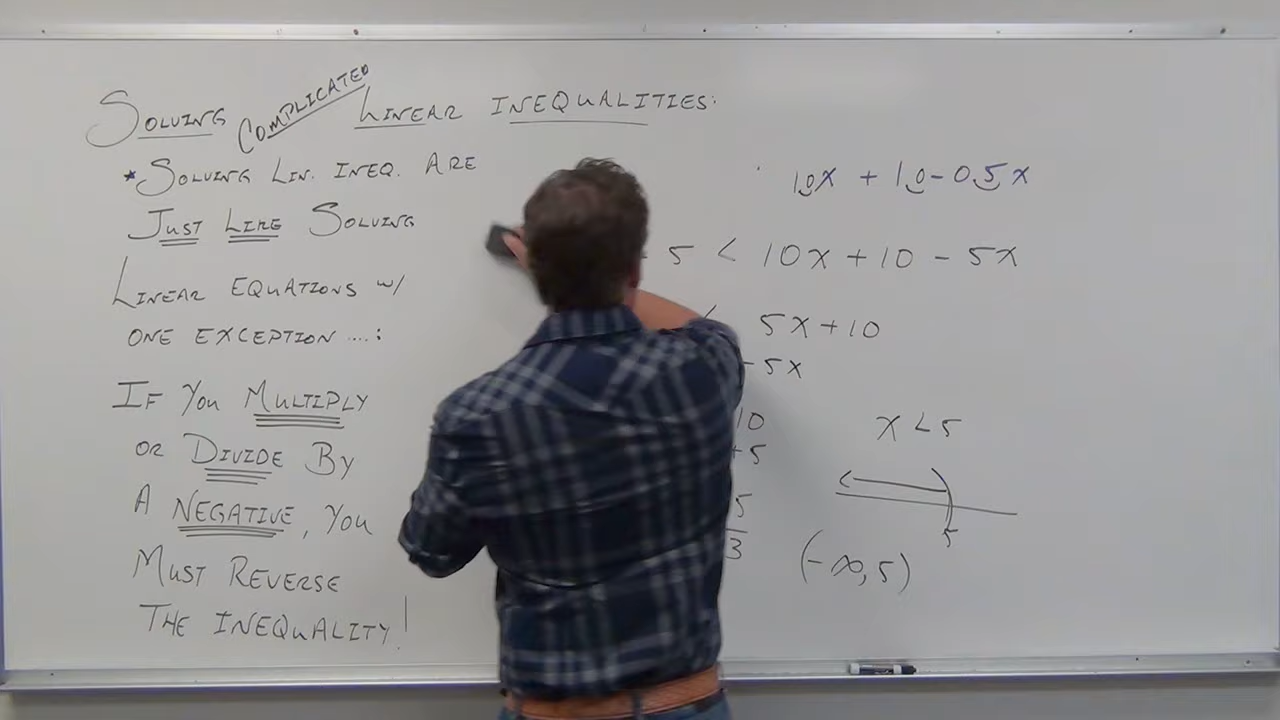 SOLVING COMPLICATED LINEAR INEQUALITIES:
* SOLVING LIN. INEQ. ARE
JUST LIKE SOLVING
LINEAR EQUATIONS W/
ONE EXCEPTION ....:
IF YOU MULTIPLY
OR DIVIDE BY
A NEGATIVE, YOU
MUST REVERSE
THE INEQUALITY!
10x + 10 - 0.5x
5 < 10x + 10 - 5x
< 5x + 10
- 5x
10
+5
5
3
x < 5
5
(-∞, 5)